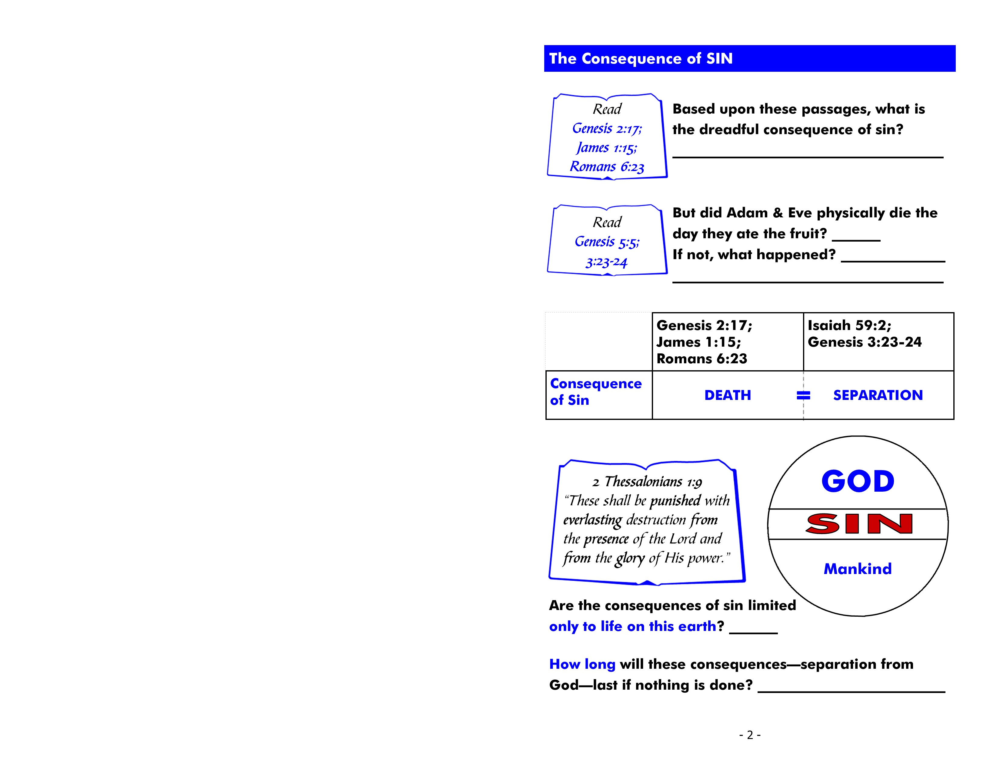 The Consequence of SIN
Read
Genesis 2:17;
James 1:15;
Romans 6:23
Based upon these passages, what is
the dreadful consequence of sin?
Read
Genesis 5:5;
3:23-24
But did Adam & Eve physically die the
day they ate the fruit? _______
If not, what happened? _______________
Genesis 2:17;
James 1:15;
Romans 6:23
Isaiah 59:2;
Genesis 3:23-24
Consequence
of Sin
DEATH = SEPARATION
2 Thessalonians 1:9
“These shall be punished with
everlasting destruction from
the presence of the Lord and
from the glory of His power.”
GOD
SIN
Mankind
Are the consequences of sin limited
only to life on this earth? _______
How long will these consequences—separation from
God—last if nothing is done? ___________________________
- 2 -